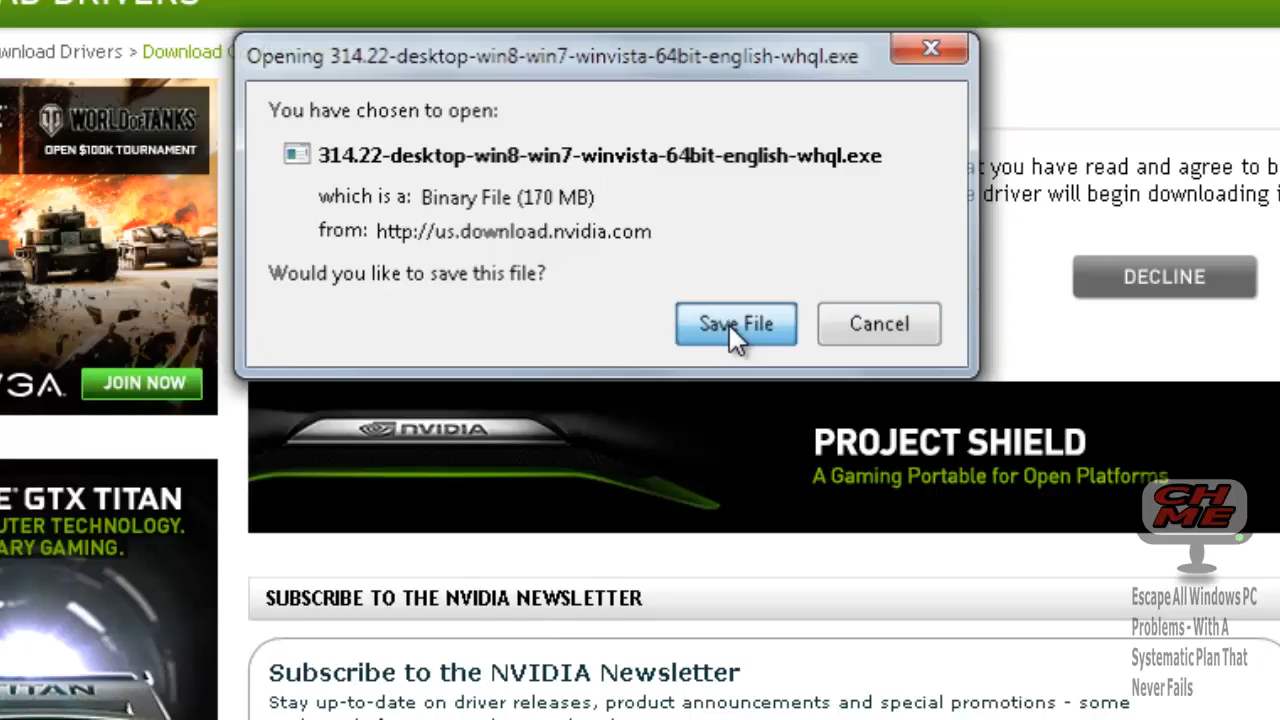 AD DRIVERS
wnload Drivers > Download
Opening 314.22-desktop-win8-win7-winvista-64bit-english-whql.exe
You have chosen to open:
314.22-desktop-win8-win7-winvista-64bit-english-whql.exe
which is a: Binary File (170 MB)
from: http://us.download.nvidia.com
Would you like to save this file?
Save File
Cancel
WORLD OF TANKS
OPEN $100K TOURNAMENT
VGA.
JOIN NOW
t you have read and agree to b
e driver will begin downloading i
DECLINE
NVIDIA
PROJECT SHIELD
A Gaming Portable for Open Platforms
E GTX TITAN
UTER TECHNOLOGY.
ARY GAMING.
TITAN
SUBSCRIBE TO THE NVIDIA NEWSLETTER
Subscribe to the NVIDIA Newsletter
Stay up-to-date on driver releases, product announcements and special promotions - some
CH
ME
Escape All Windows PC
Problems - With A
Systematic Plan That
Never Fails